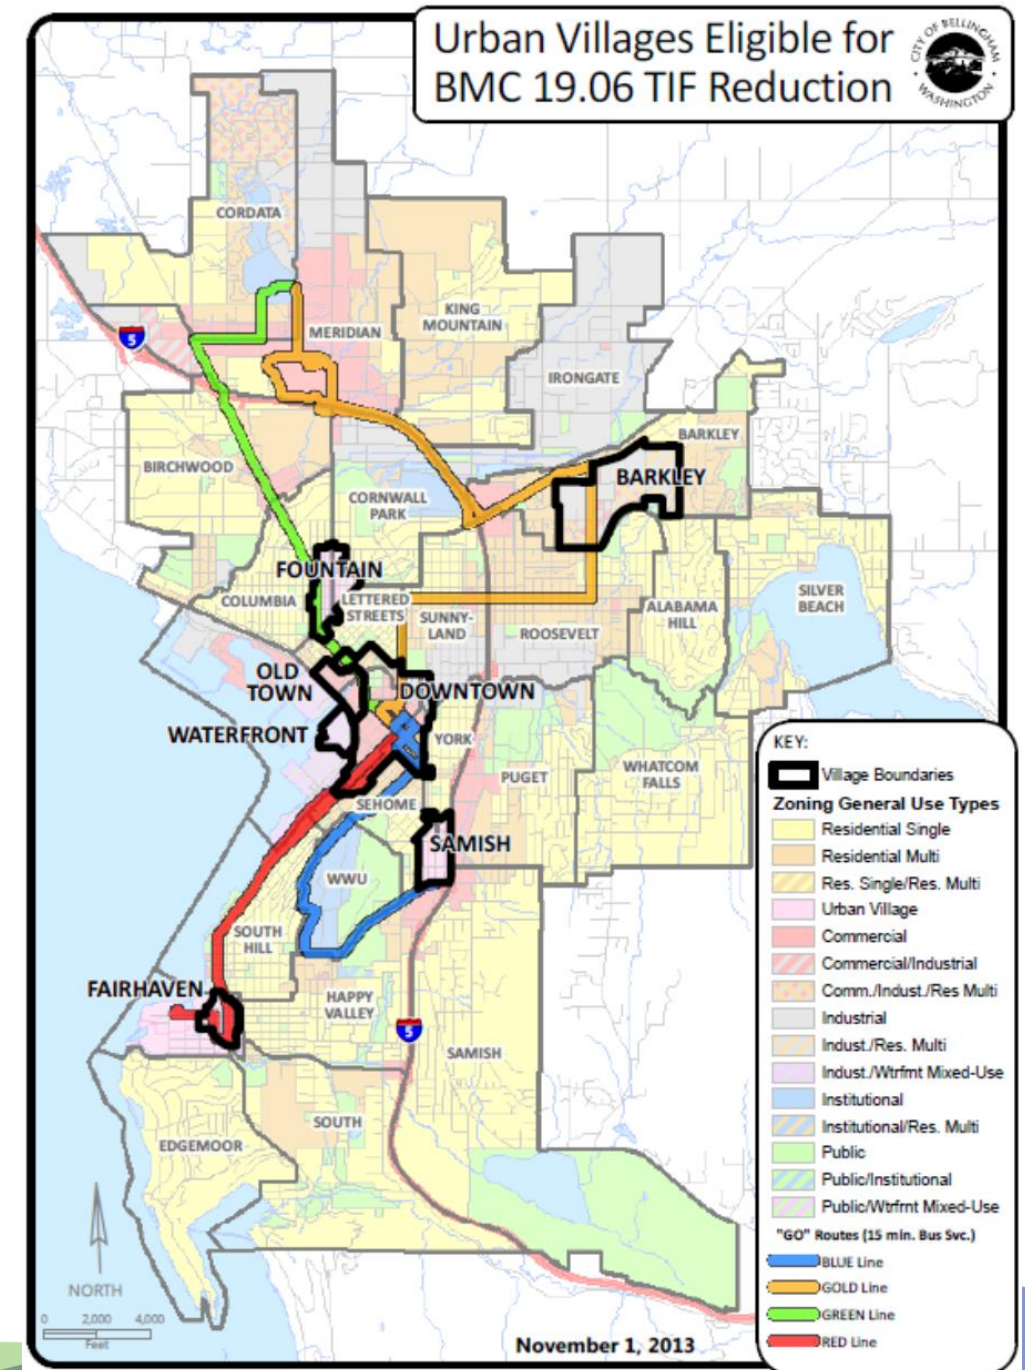 Urban Villages Eligible for
BMC 19.06 TIF Reduction
CITY OF BELLINGHAM
WASHINGTON
CORDATA
KING
MOUNTAIN
MERIDIAN
5
IRONGATE
BARKLEY
BIRCHWOOD
BARKLEY
CORNWALL
PARK
FOUNTAIN
COLUMBIA
LETTERED
STREETS
SUNNY-
LAND
ROOSEVELT
ALABAMA
HILL
SILVER
BEACH
OLD
TOWN
DOWNTOWN
WATERFRONT
YORK
PUGET
WHATCOM
FALLS
SEHOME
SAMISH
WWU
SOUTH
HILL
FAIRHAVEN
HAPPY
VALLEY
5
SAMISH
SOUTH
EDGEMOOR
NORTH
0 2,000 4,000
Feet
November 1, 2013
KEY:
Village Boundaries
Zoning General Use Types
Residential Single
Residential Multi
Res. Single/Res. Multi
Urban Village
Commercial
Commercial/Industrial
Comm./Indust./Res Multi
Industrial
Indust./Res. Multi
Indust./Wtrfrnt Mixed-Use
Institutional
Institutional/Res. Multi
Public
Public/Institutional
Public/Wtrfrnt Mixed-Use
"GO" Routes (15 min. Bus Svc.)
BLUE Line
GOLD Line
GREEN Line
RED Line